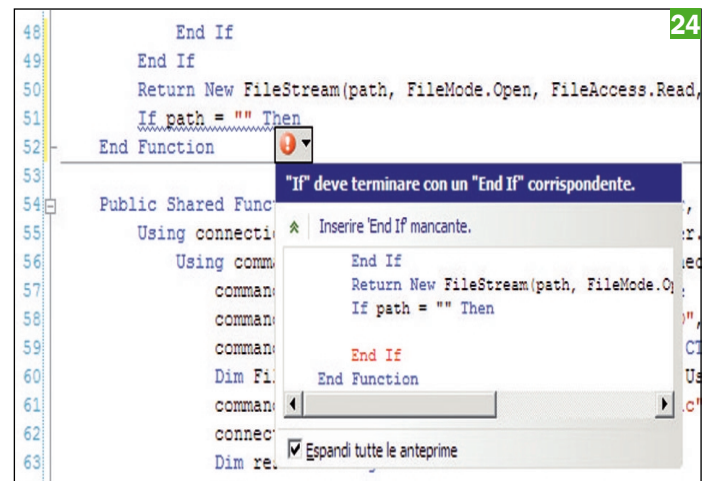 24
48 End If
49 End If
50 Return New FileStream(path, FileMode.Open, FileAccess.Read,
51 If path = "" Then
52 End Function
"If" deve terminare con un "End If" corrispondente.
Inserire 'End If' mancante.
End If
Return New FileStream(path, FileMode.Op
If path = "" Then
End If
End Function
Espandi tutte le anteprime
53
54 Public Shared Func
55 Using connecti
56 Using comm
57 comman
58 comman
59 comman
60 Dim Fi
61 comman
62 connec
63 Dim re